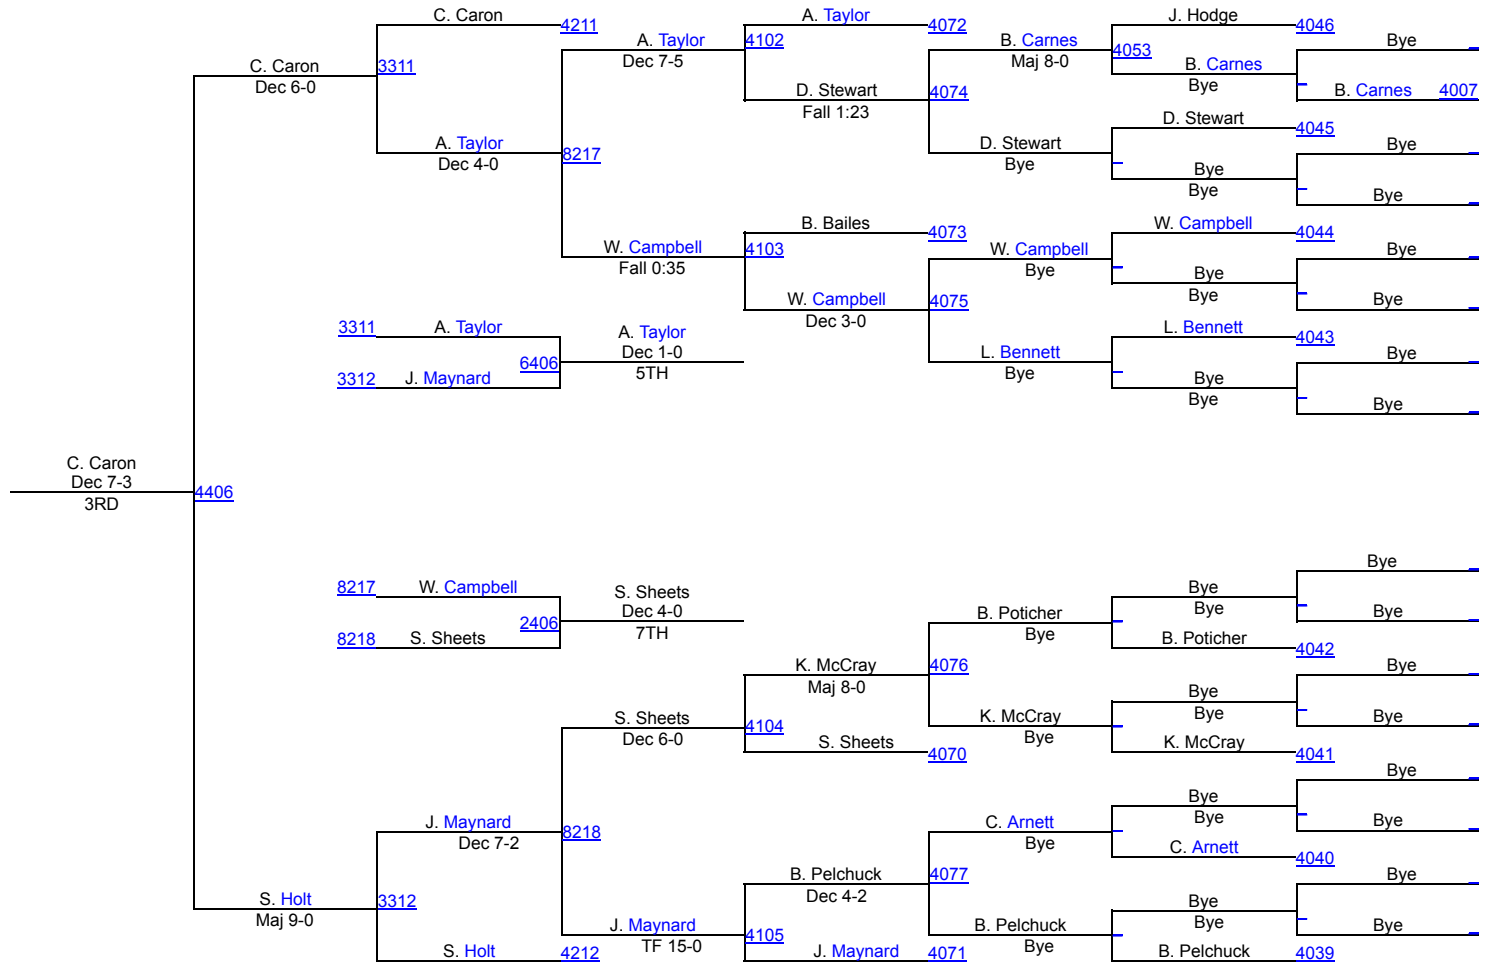 C. Caron
4211
A. Taylor
Dec 7-5
4102
A. Taylor
4072
B. Carnes
Maj 8-0
4053
J. Hodge
4046
Bye
C. Caron
Dec 6-0
3311
B. Carnes
Bye
B. Carnes 4007
D. Stewart
Fall 1:23
4074
D. Stewart
4045
A. Taylor
Dec 4-0
8217
D. Stewart
Bye
Bye
Bye
Bye
Bye
B. Bailes
4073
W. Campbell
4044
W. Campbell
Fall 0:35
4103
W. Campbell
Bye
Bye
Bye
Bye
Bye
W. Campbell
Dec 3-0
4075
3311 A. Taylor
A. Taylor
Dec 1-0
5TH
6406
3312 J. Maynard
L. Bennett
4043
L. Bennett
Bye
Bye
Bye
Bye
Bye
C. Caron
Dec 7-3
3RD
4406
8217 W. Campbell
S. Sheets
Dec 4-0
7TH
2406
8218 S. Sheets
B. Poticher
Bye
Bye
Bye
Bye
Bye
B. Poticher
4042
K. McCray
Maj 8-0
4076
S. Sheets
Dec 6-0
4104
K. McCray
Bye
Bye
Bye
Bye
Bye
S. Sheets
4070
K. McCray
4041
J. Maynard
Dec 7-2
8218
C. Arnett
Bye
Bye
Bye
Bye
Bye
C. Arnett
4040
B. Pelchuck
Dec 4-2
4077
S. Holt
Maj 9-0
3312
J. Maynard
TF 15-0
4105
B. Pelchuck
Bye
Bye
Bye
Bye
Bye
S. Holt
4212
J. Maynard
4071
B. Pelchuck
4039